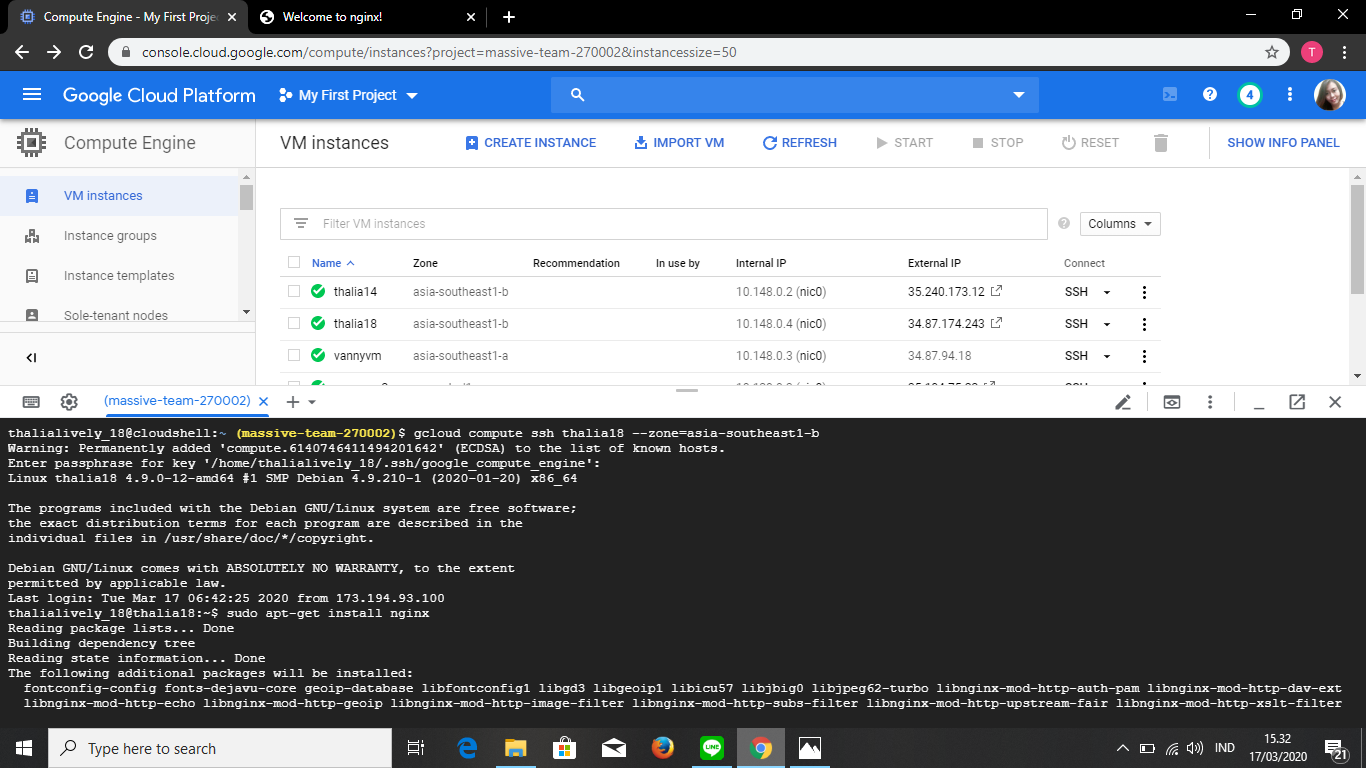 Compute Engine - My First Proje
Welcome to nginx!
console.cloud.google.com/compute/instances?project=massive-team-270002&instancessize=50
T
Google Cloud Platform
My First Project
4
Compute Engine
VM instances
CREATE INSTANCE
IMPORT VM
REFRESH
START
STOP
RESET
SHOW INFO PANEL
VM instances
Instance groups
Instance templates
Sole-tenant nodes
Filter VM instances
Columns
Name Zone Recommendation In use by Internal IP External IP Connect
thalia14 asia-southeast1-b 10.148.0.2 (nic0) 35.240.173.12 SSH
thalia18 asia-southeast1-b 10.148.0.4 (nic0) 34.87.174.243 SSH
vannyvm asia-southeast1-a 10.148.0.3 (nic0) 34.87.94.18 SSH
(massive-team-270002)
thalialively_18@cloudshell:~ (massive-team-270002)$ gcloud compute ssh thalia18 --zone=asia-southeast1-b
Warning: Permanently added 'compute.6140746411494201642' (ECDSA) to the list of known hosts.
Enter passphrase for key '/home/thalialively_18/.ssh/google_compute_engine':
Linux thalia18 4.9.0-12-amd64 #1 SMP Debian 4.9.210-1 (2020-01-20) x86_64
The programs included with the Debian GNU/Linux system are free software;
the exact distribution terms for each program are described in the
individual files in /usr/share/doc/*/copyright.
Debian GNU/Linux comes with ABSOLUTELY NO WARRANTY, to the extent
permitted by applicable law.
Last login: Tue Mar 17 06:42:25 2020 from 173.194.93.100
thalialively_18@thalia18:~$ sudo apt-get install nginx
Reading package lists... Done
Building dependency tree
Reading state information... Done
The following additional packages will be installed:
fontconfig-config fonts-dejavu-core geoip-database libfontconfig1 libgd3 libgeoip1 libicu57 libjbig0 libjpeg62-turbo libnginx-mod-http-auth-pam libnginx-mod-http-dav-ext
libnginx-mod-http-echo libnginx-mod-http-geoip libnginx-mod-http-image-filter libnginx-mod-http-subs-filter libnginx-mod-http-upstream-fair libnginx-mod-http-xslt-filter
Type here to search
LINE
IND
15.32
17/03/2020
21